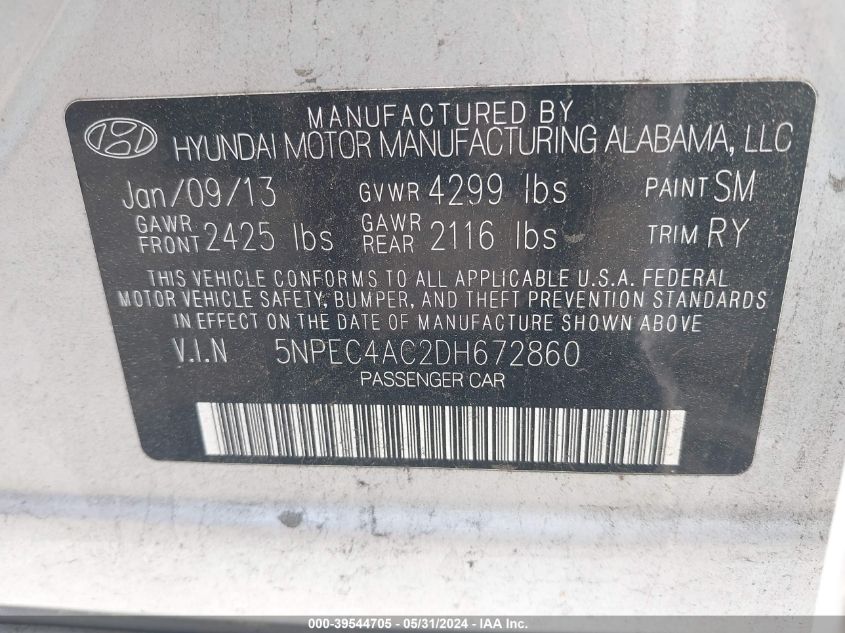 MANUFACTURED BY
HYUNDAI MOTOR MANUFACTURING ALABAMA, LLC
Jan/09/13 GVWR 4299 lbs PAINT SM
GAWR FRONT 2425 lbs GAWR REAR 2116 lbs TRIM RY
THIS VEHICLE CONFORMS TO ALL APPLICABLE U.S.A. FEDERAL
MOTOR VEHICLE SAFETY, BUMPER, AND THEFT PREVENTION STANDARDS
IN EFFECT ON THE DATE OF MANUFACTURE SHOWN ABOVE
V.I.N 5NPEC4AC2DH672860
PASSENGER CAR
000-39544705 - 05/31/2024 - IAA Inc.